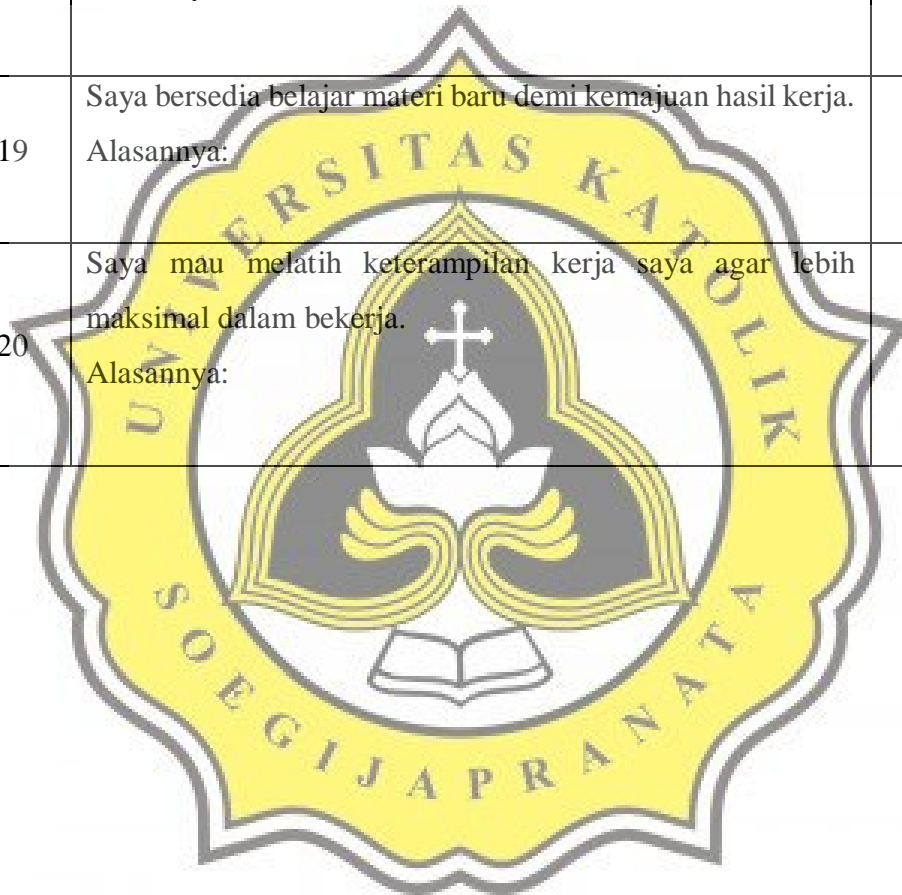 Saya bersedia belajar materi baru demi kemajuan hasil kerja.
19
Alasannya:
Saya mau melatih keterampilan kerja saya agar lebih
maksimal dalam bekerja.
20
Alasannya:
UNIVERSITAS KATOLIK
SOEGIJAPRANATA